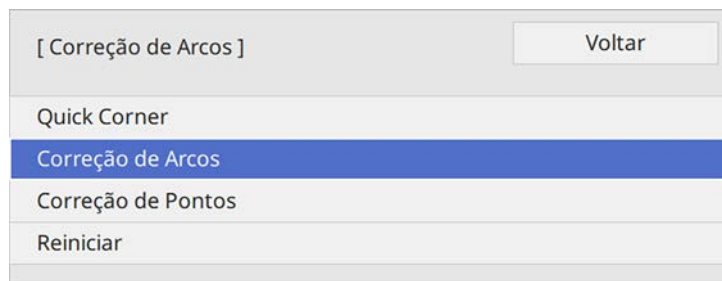 [ Correção de Arcos ]
Voltar
Quick Corner
Correção de Arcos
Correção de Pontos
Reiniciar